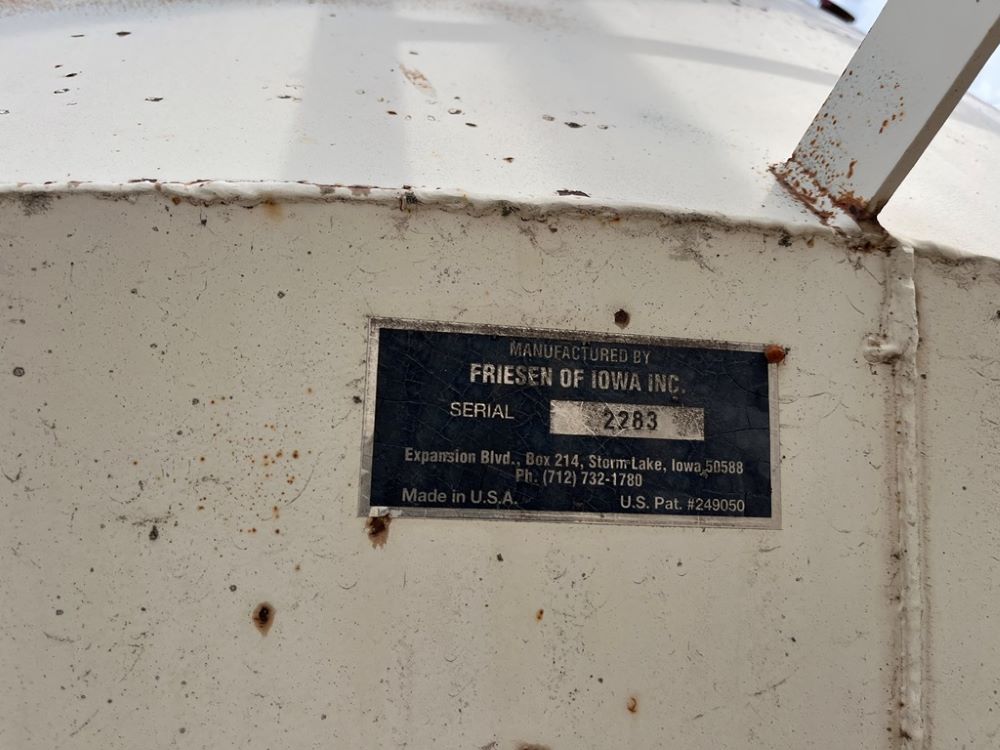 MANUFACTURED BY
FRIESEN OF IOWA INC.
SERIAL 2283
Expansion Blvd., Box 214, Storm Lake, Iowa 50588
Ph. (712) 732-1780
Made in U.S.A. U.S. Pat. #249050